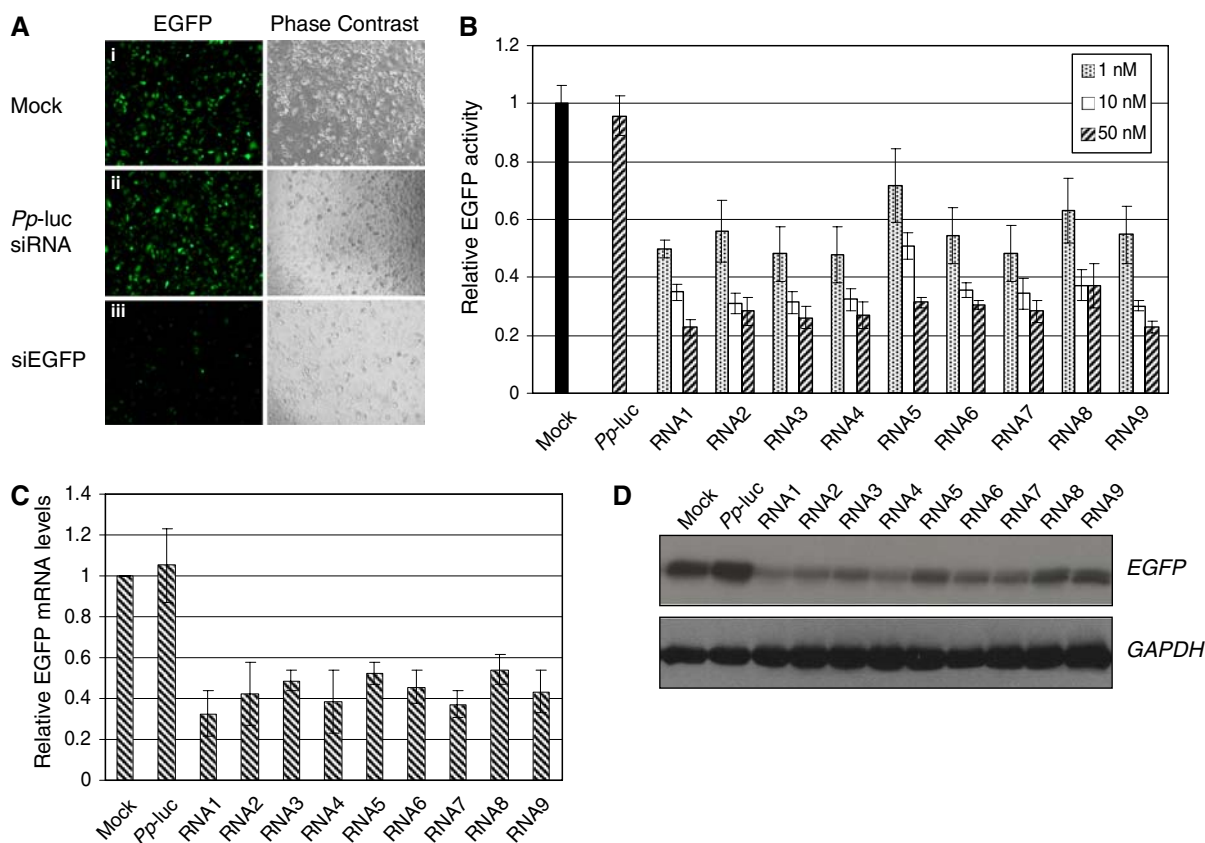 A
EGFP
Phase Contrast
i
Mock
ii
Pp-luc
siRNA
iii
siEGFP
B
Relative EGFP activity
1.2
1
0.8
0.6
0.4
0.2
0
1 nM
10 nM
50 nM
Mock
Pp-luc
RNA1
RNA2
RNA3
RNA4
RNA5
RNA6
RNA7
RNA8
RNA9
C
Relative EGFP mRNA levels
1.4
1.2
1
0.8
0.6
0.4
0.2
0
Mock
Pp-luc
RNA1
RNA2
RNA3
RNA4
RNA5
RNA6
RNA7
RNA8
RNA9
D
Mock
Pp-luc
RNA1
RNA2
RNA3
RNA4
RNA5
RNA6
RNA7
RNA8
RNA9
EGFP
GAPDH